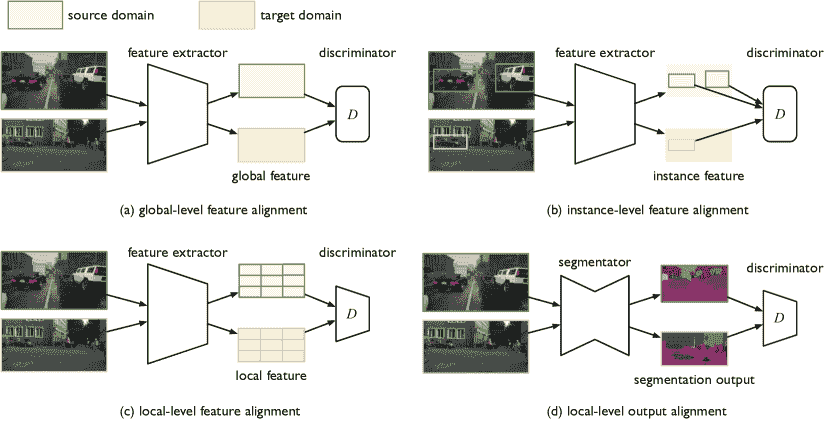 source domain
target domain
feature extractor
discriminator
D
global feature
(a) global-level feature alignment
feature extractor
discriminator
D
instance feature
(b) instance-level feature alignment
feature extractor
discriminator
D
local feature
(c) local-level feature alignment
segmentator
discriminator
D
segmentation output
(d) local-level output alignment